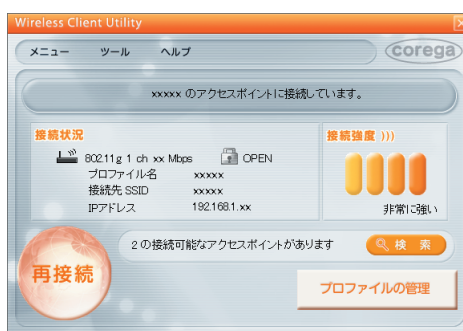 Wireless Client Utility
メニュー ツール ヘルプ corega
xxxxx のアクセスポイントに接続しています。
接続状況 接続強度 )))
802.11g 1 ch xx Mbps OPEN
プロファイル名 xxxxx
接続先 SSID xxxxx
IPアドレス 192.168.1.xx
非常に強い
2 の接続可能なアクセスポイントがあります 検 索
再接続
プロファイルの管理